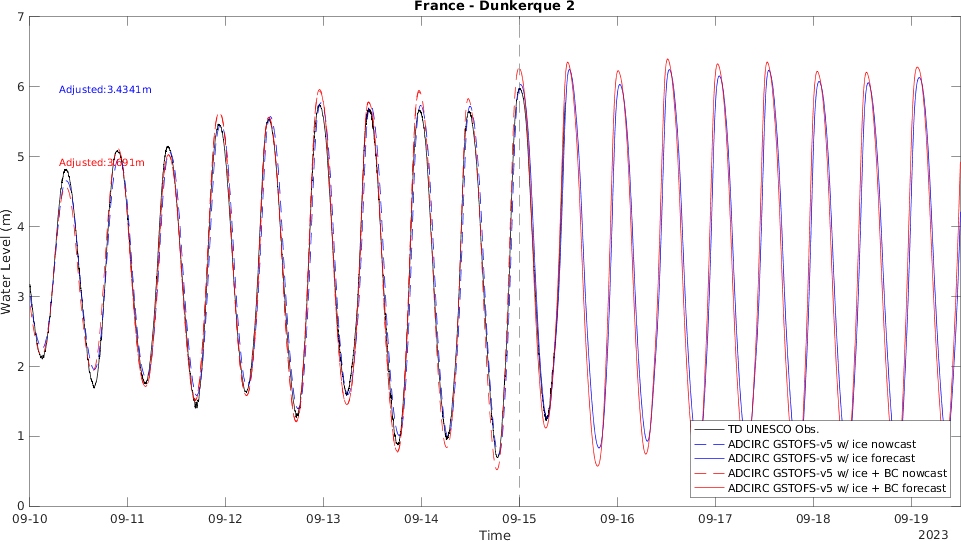 France - Dunkerque 2
7
6
5
4
3
2
1
0
Water Level (m)
Adjusted:3.4341m
Adjusted:3.691m
TD UNESCO Obs.
ADCIRC GSTOFS-v5 w/ ice nowcast
ADCIRC GSTOFS-v5 w/ ice forecast
ADCIRC GSTOFS-v5 w/ ice + BC nowcast
ADCIRC GSTOFS-v5 w/ ice + BC forecast
09-10 09-11 09-12 09-13 09-14 09-15 09-16 09-17 09-18 09-19
Time
2023